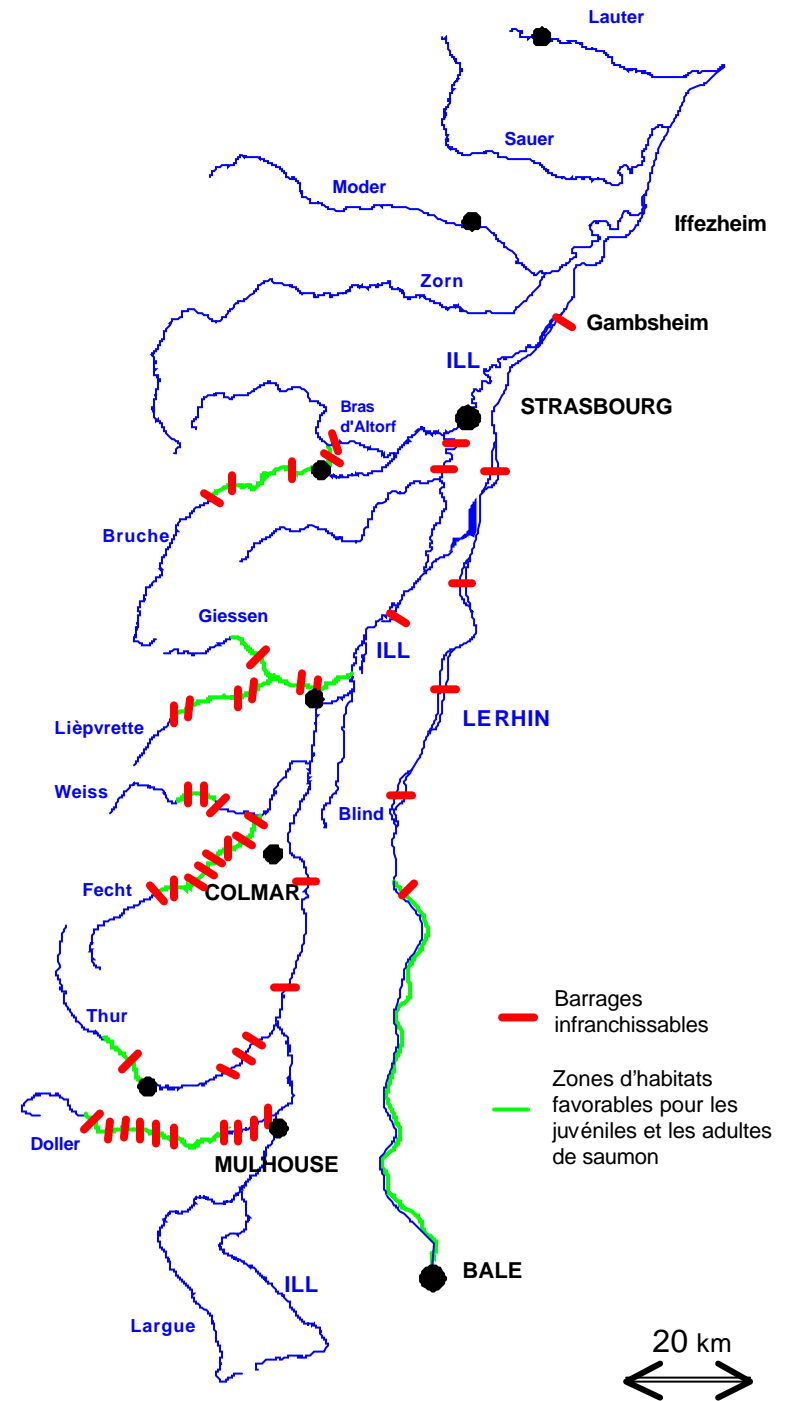 Lauter
Sauer
Moder
Iffezheim
Zorn
Gambsheim
ILL
STRASBOURG
Bras
d'Altorf
Bruche
Giessen
ILL
LERHIN
Lièpvrette
Weiss
Blind
Fecht
COLMAR
Barrages
infranchissables
Thur
Zones d'habitats
favorables pour les
juvéniles et les adultes
de saumon
Doller
MULHOUSE
BALE
ILL
Largue
20 km